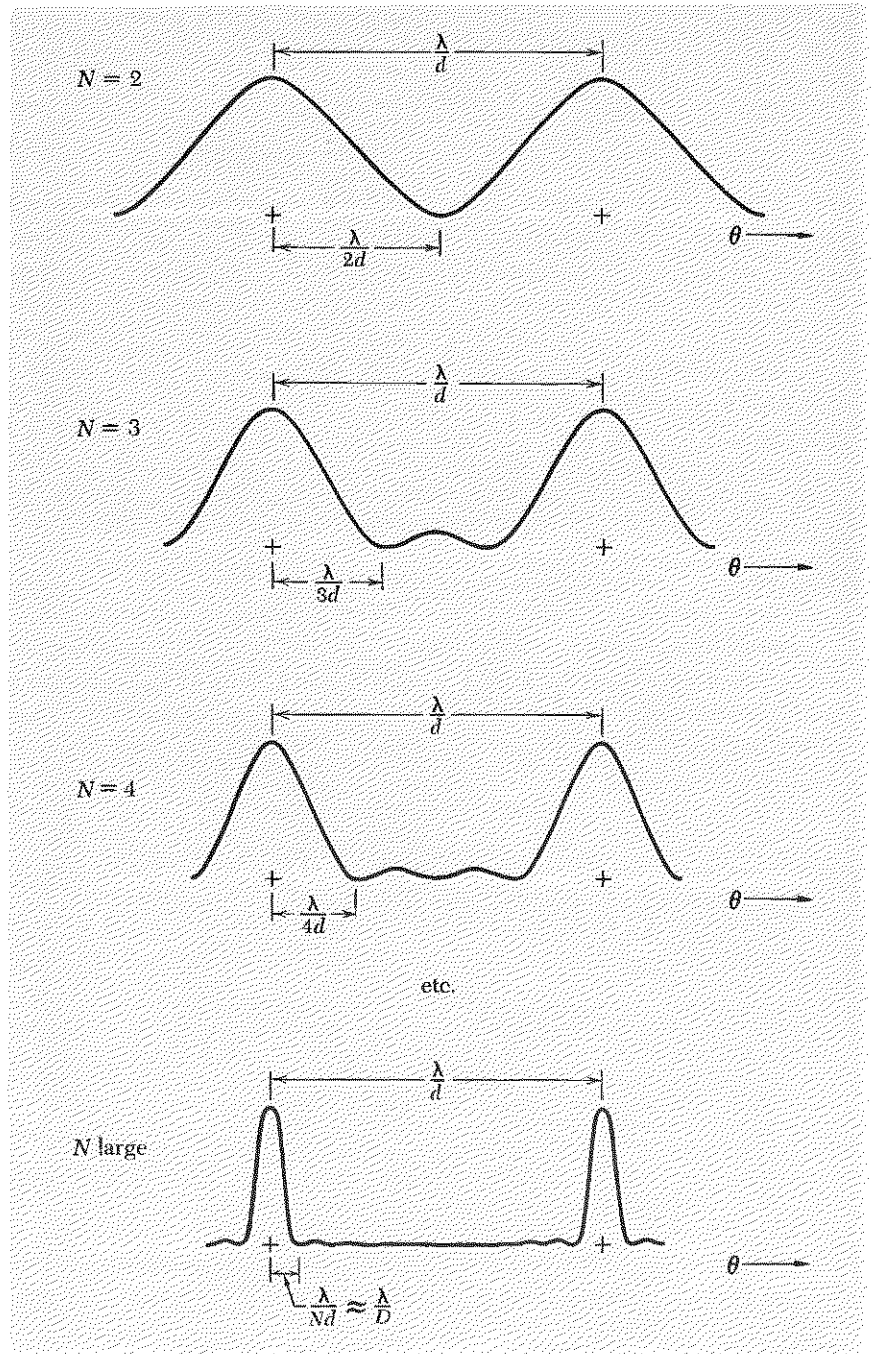 λ/d
N = 2
θ
λ/2d
λ/d
N = 3
θ
λ/3d
λ/d
N = 4
θ
λ/4d
etc.
λ/d
N large
θ
λ/Nd ≈ λ/D